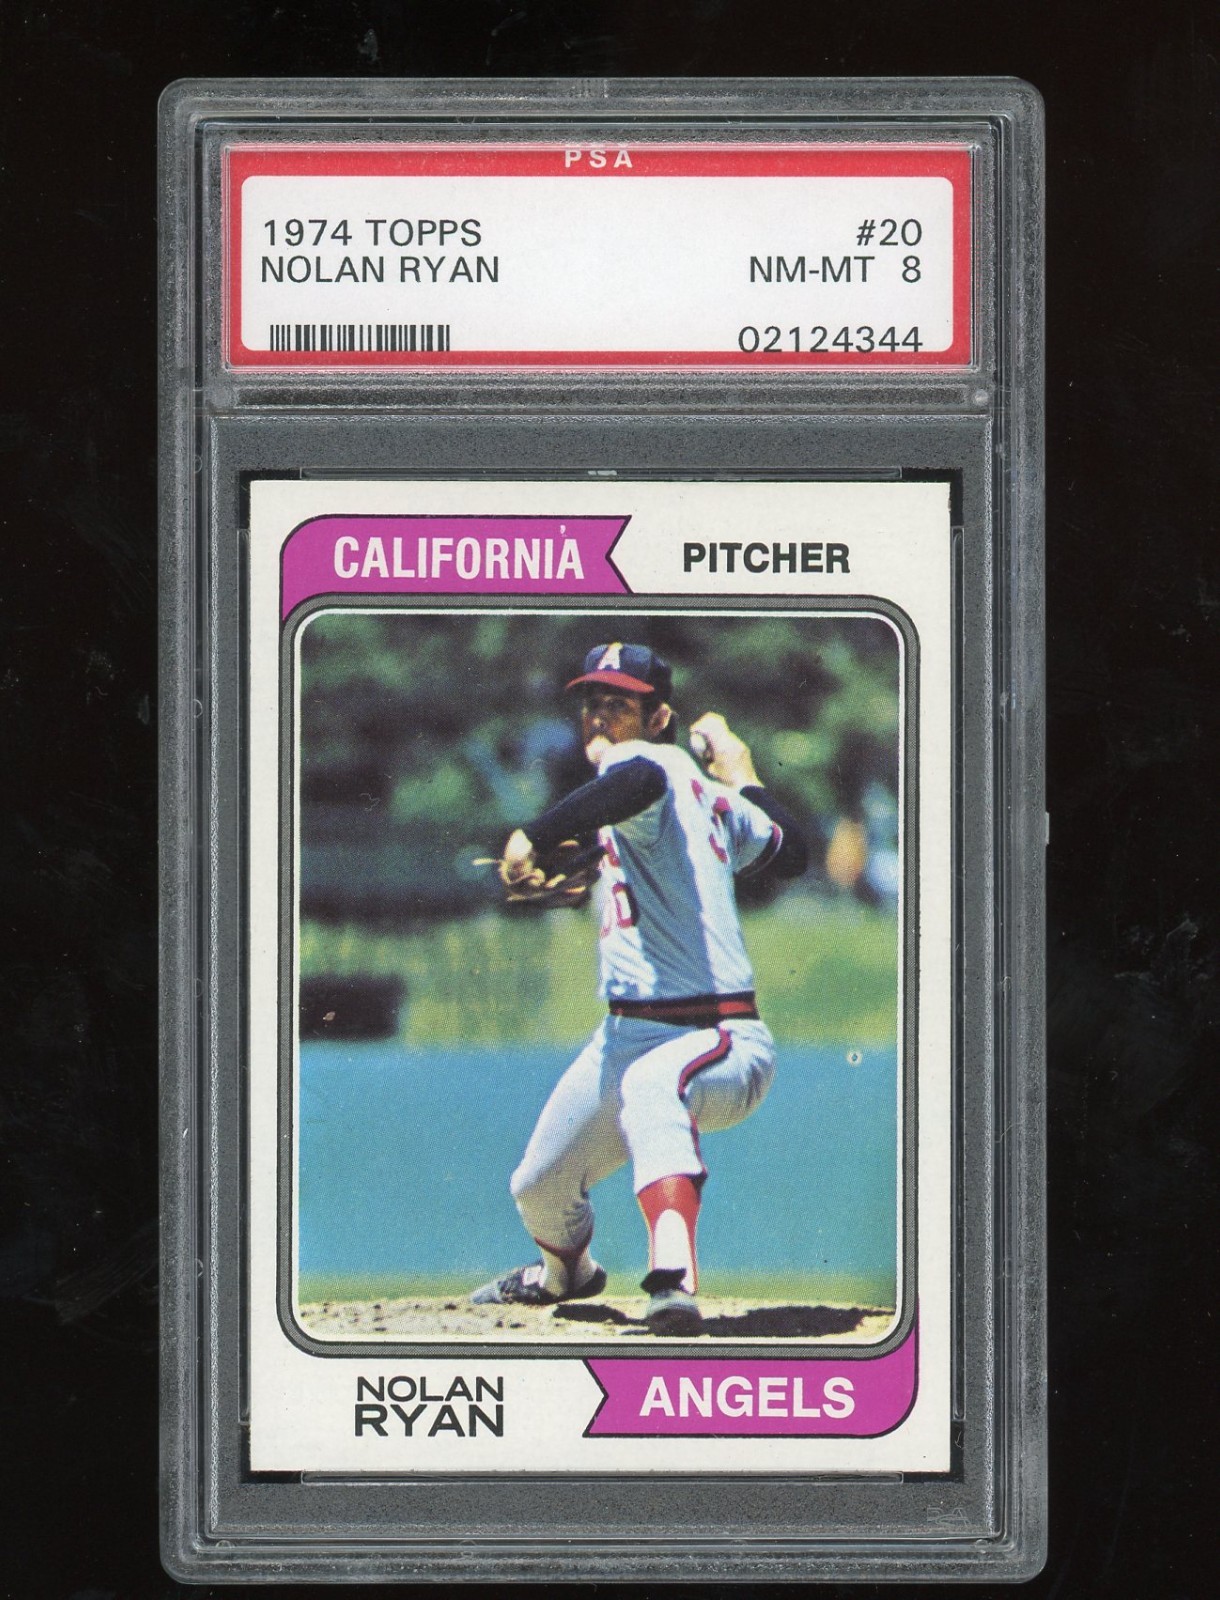 PSA
1974 TOPPS #20
NOLAN RYAN NM-MT 8
02124344
CALIFORNIA PITCHER
A
NOLAN
RYAN
ANGELS